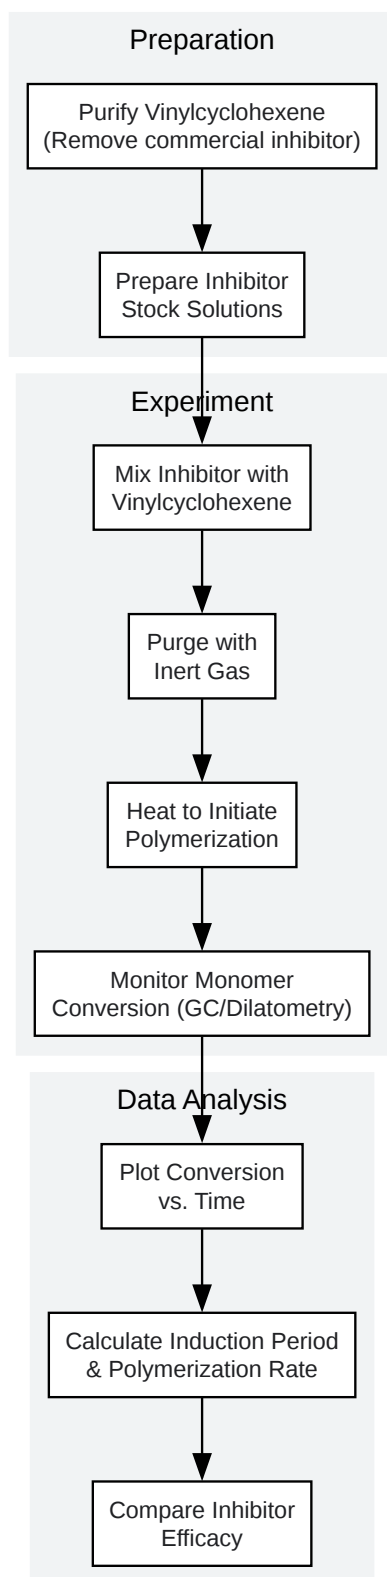 Preparation
Purify Vinylcyclohexene
(Remove commercial inhibitor)
Prepare Inhibitor
Stock Solutions
Experiment
Mix Inhibitor with
Vinylcyclohexene
Purge with
Inert Gas
Heat to Initiate
Polymerization
Monitor Monomer
Conversion (GC/Dilatometry)
Data Analysis
Plot Conversion
vs. Time
Calculate Induction Period
& Polymerization Rate
Compare Inhibitor
Efficacy